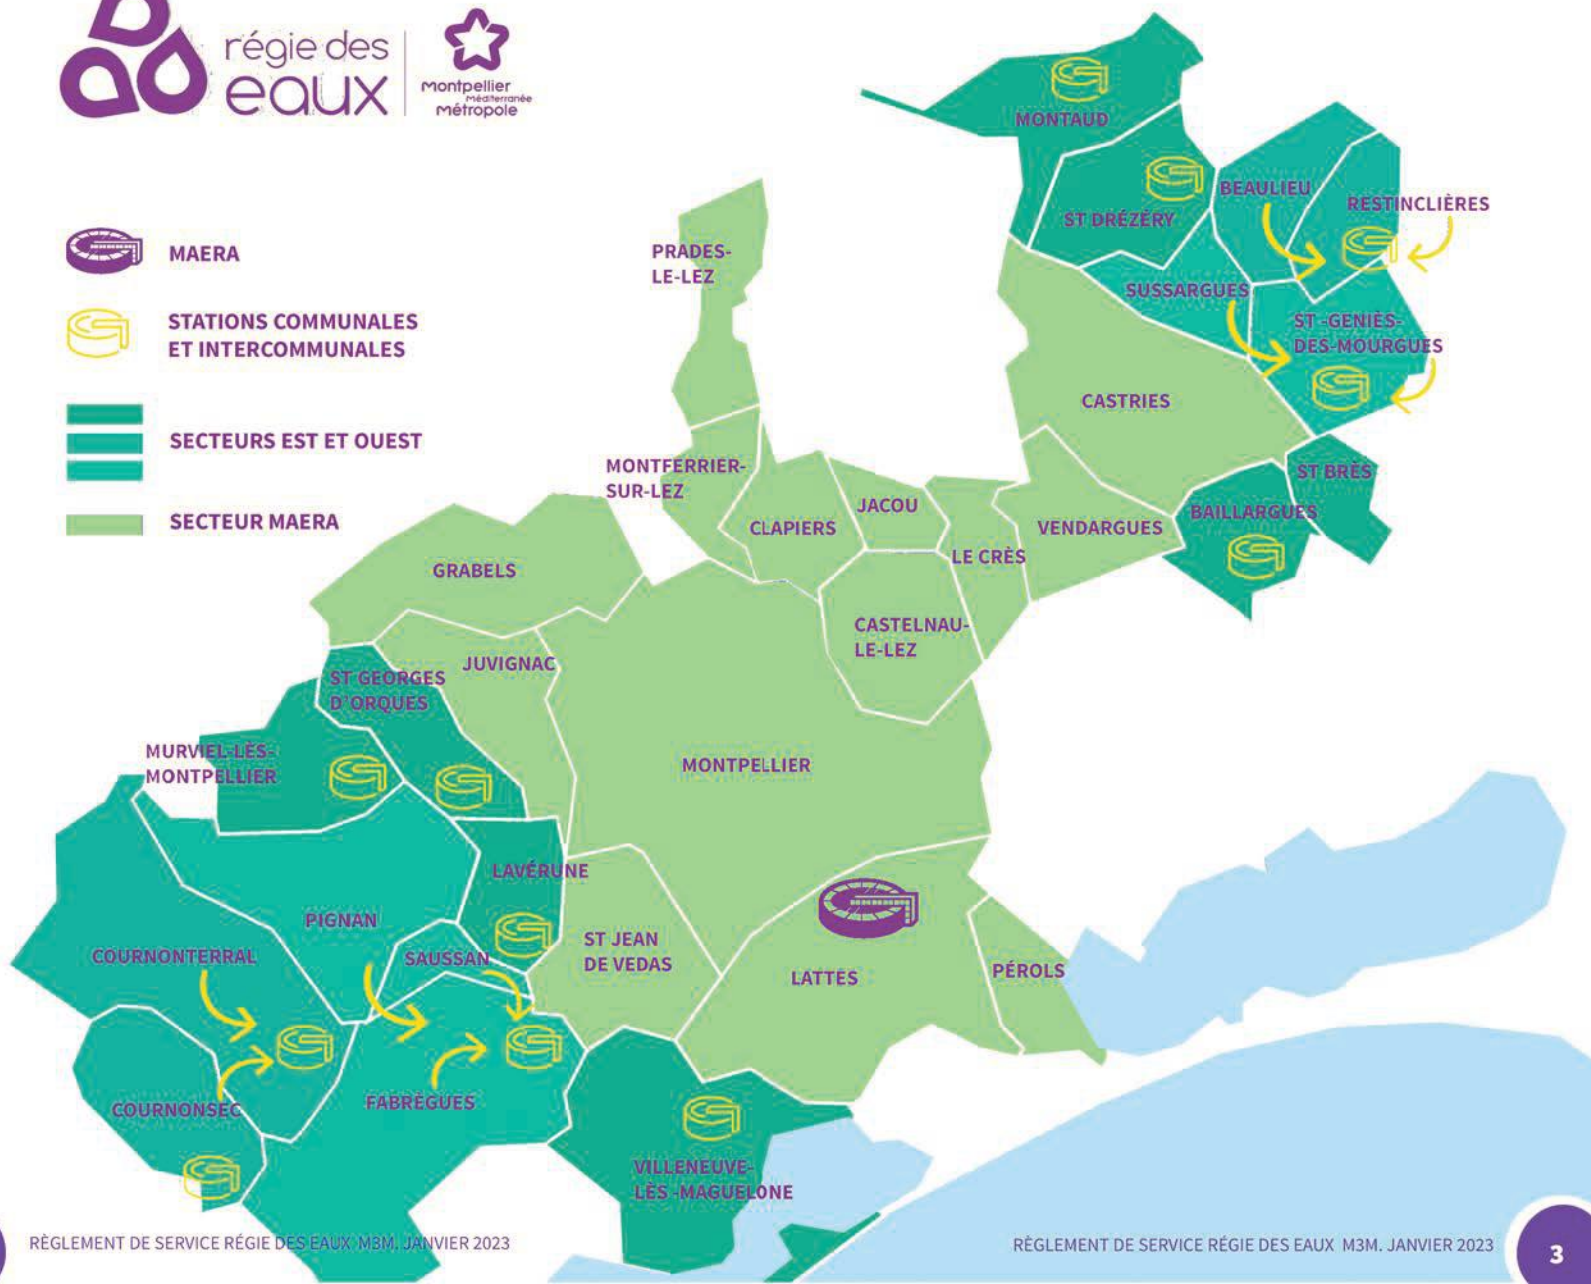 régie des
eaux
montpellier
Méditerranée
métropole
MAERA
STATIONS COMMUNALES
ET INTERCOMMUNALES
SECTEURS EST ET OUEST
SECTEUR MAERA
MONTAUD
ST DRÉZÉRY
BEAULIEU
RESTINCLIÈRES
SUSSARGUES
ST -GENIÈS-
DES-MOURGUES
PRADES-
LE-LEZ
CASTRIES
MONTFERRIER-
SUR-LEZ
CLAPIERS
JACOU
LE CRÈS
VENDARGUES
ST BRÈS
BAILLARGUES
GRABELS
CASTELNAU-
LE-LEZ
JUVIGNAC
ST GEORGES
D'ORQUES
MURVIEL-LÈS-
MONTPELLIER
MONTPELLIER
LAVÉRUNE
PIGNAN
SAUSSAN
COURNONTERRAL
ST JEAN
DE VEDAS
LATTES
PÉROLS
COURNONSEC
FABRÈGUES
VILLENEUVE-
LÈS -MAGUELONE
RÈGLEMENT DE SERVICE RÉGIE DES EAUX M3M. JANVIER 2023
RÈGLEMENT DE SERVICE RÉGIE DES EAUX M3M. JANVIER 2023
3